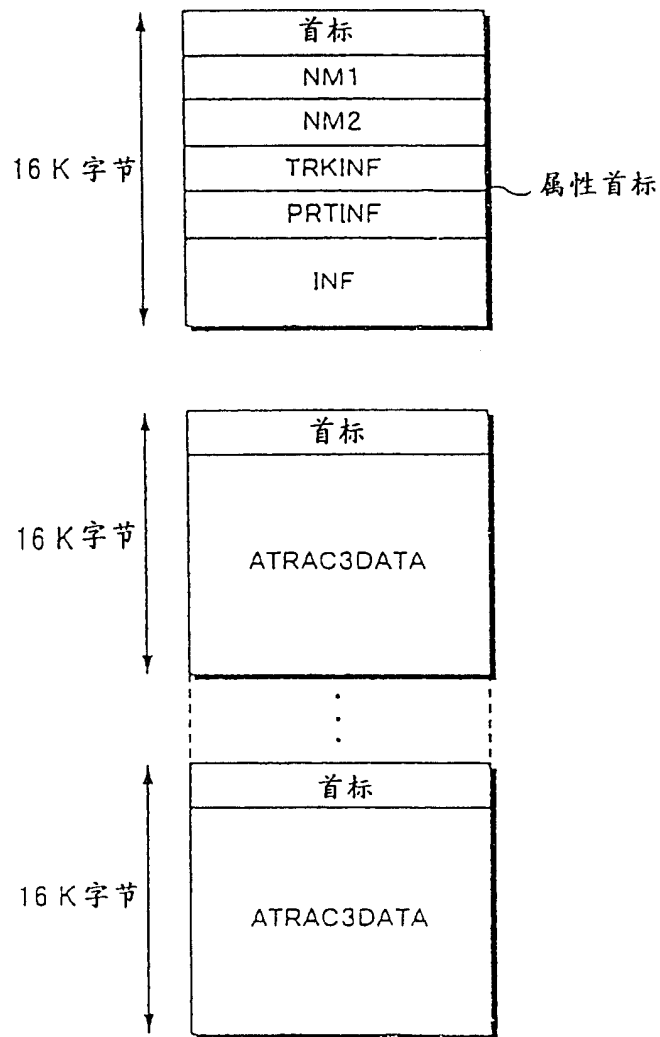 首标
NM1
NM2
TRKINF
PRTINF
INF
16 K 字节
属性首标
首标
ATRAC3DATA
16 K 字节
首标
ATRAC3DATA
16 K 字节